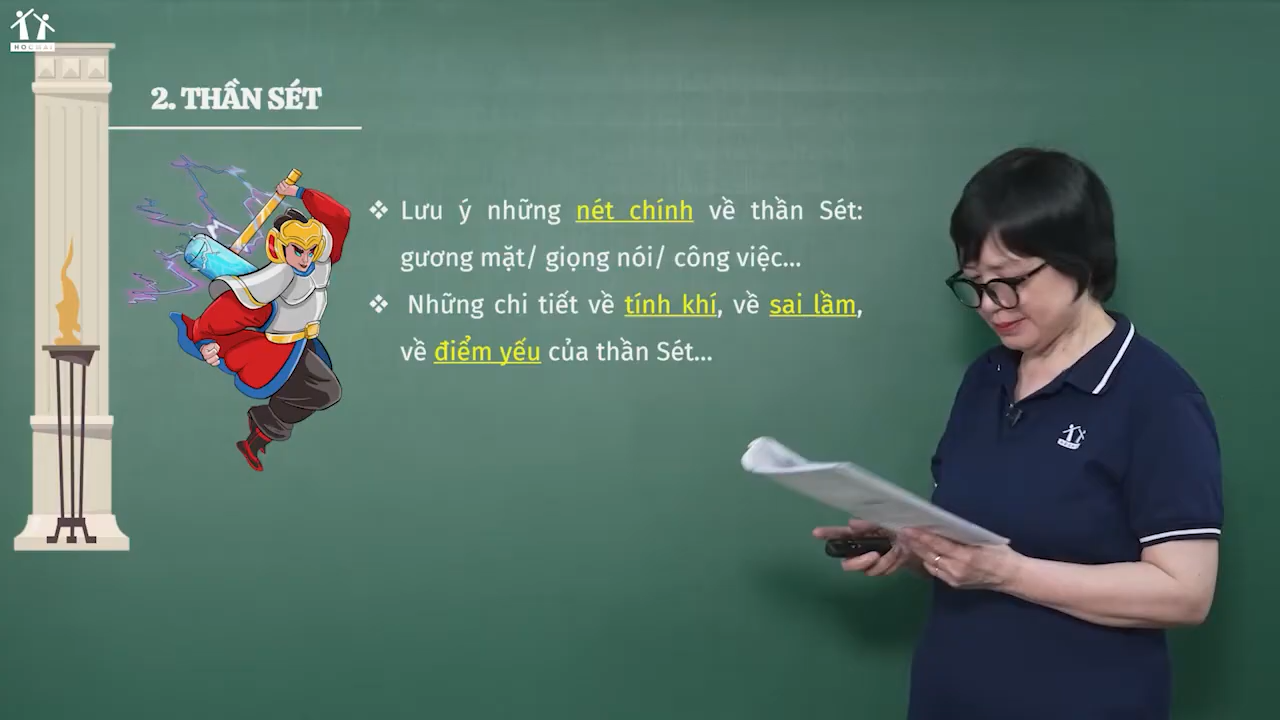 HOCMAI
2. THẦN SÉT
❖ Lưu ý những nét chính về thần Sét:
gương mặt/ giọng nói/ công việc...
❖ Những chi tiết về tính khí, về sai lầm,
về điểm yếu của thần Sét...